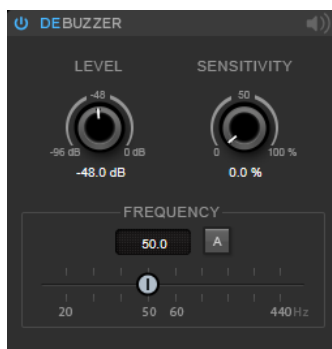 DEBUZZER
LEVEL SENSITIVITY
-48 50
-96 dB 0 dB 0 100 %
-48.0 dB 0.0 %
FREQUENCY
50.0 A
20 50 60 440 Hz